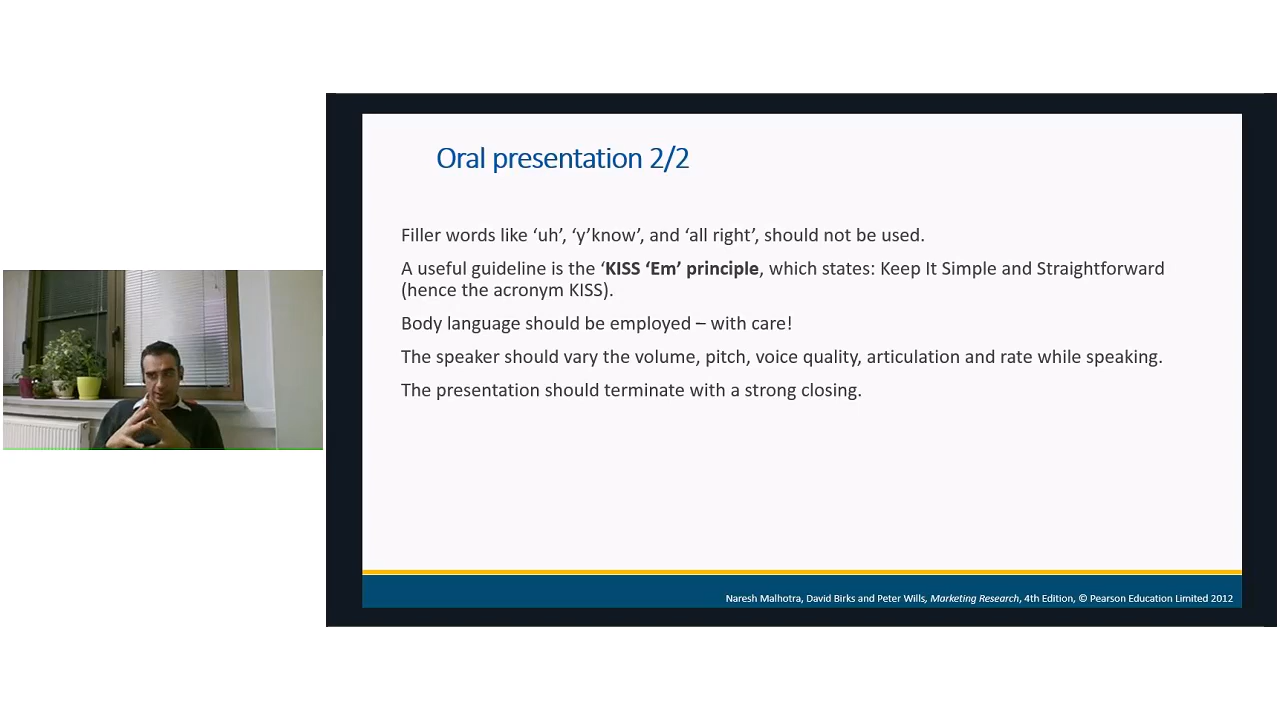 Oral presentation 2/2
Filler words like ‘uh’, ‘y’know’, and ‘all right’, should not be used.
A useful guideline is the ‘KISS ‘Em’ principle, which states: Keep It Simple and Straightforward
(hence the acronym KISS).
Body language should be employed – with care!
The speaker should vary the volume, pitch, voice quality, articulation and rate while speaking.
The presentation should terminate with a strong closing.
Naresh Malhotra, David Birks and Peter Wills, Marketing Research, 4th Edition, © Pearson Education Limited 2012